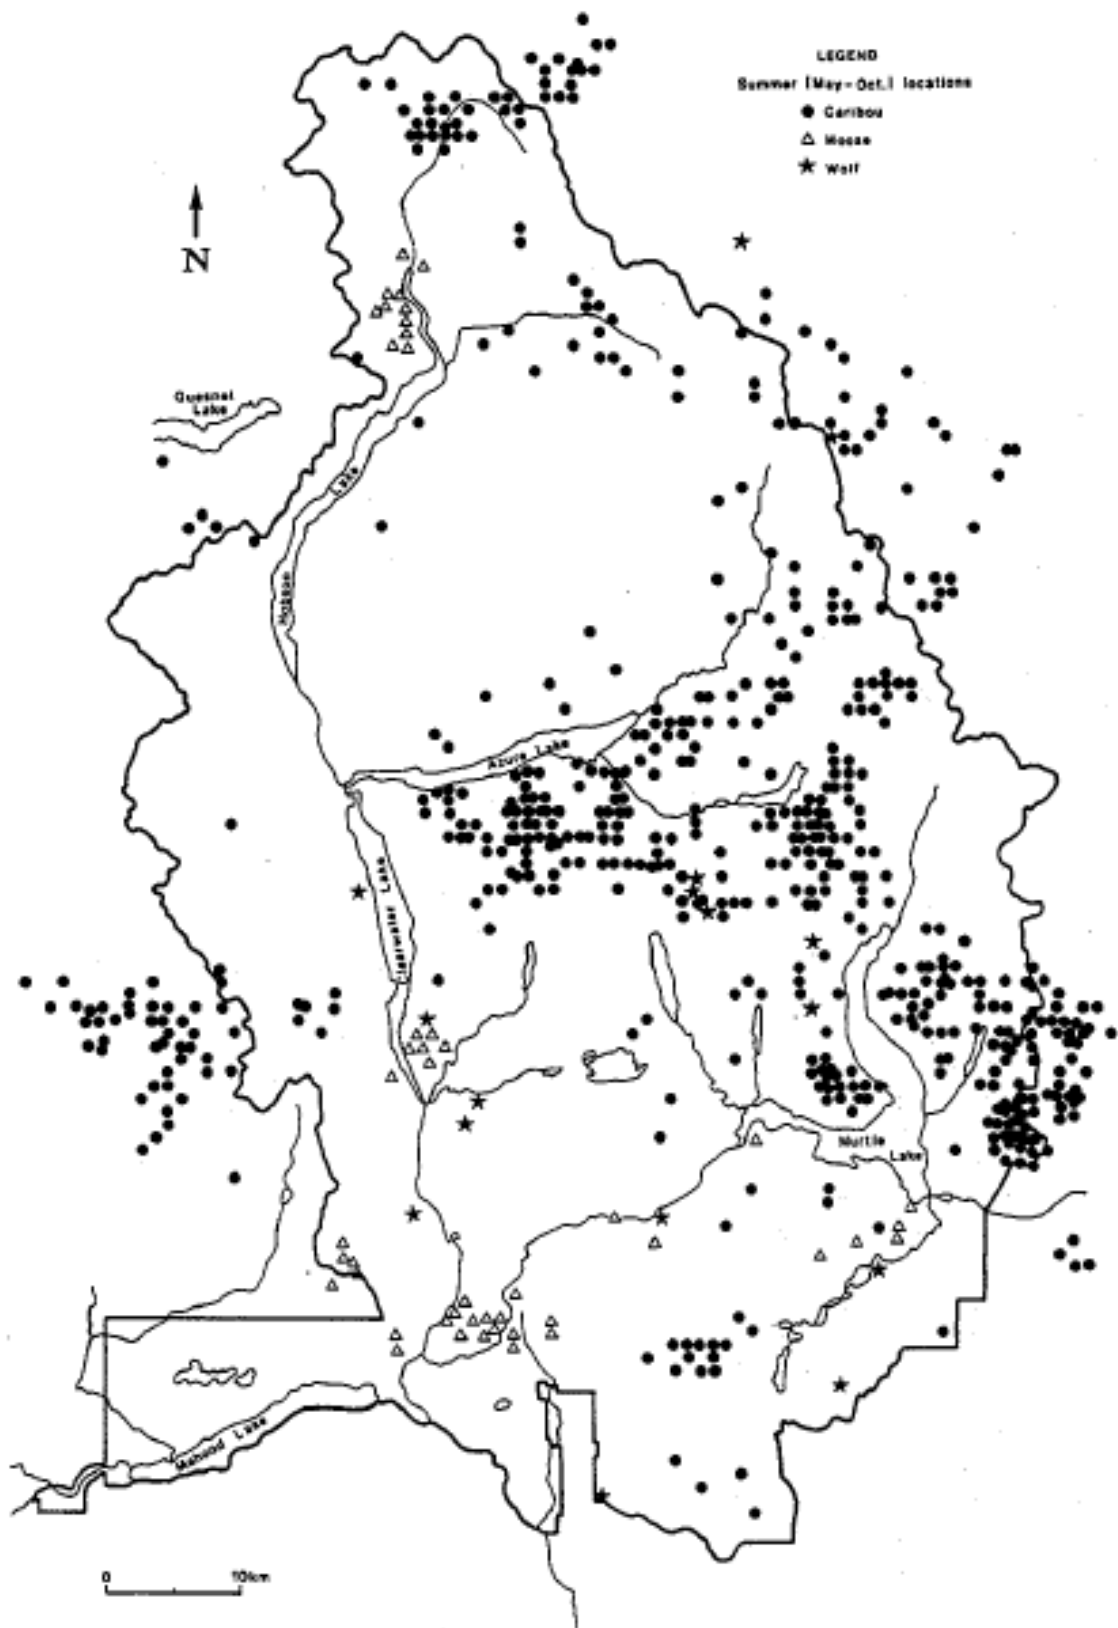 LEGEND
Summer (May-Oct.) locations
Caribou
Moose
Wolf
N
Quesnel
Lake
Lake
Hobson
Azure Lake
Clearwater Lake
Murtle
Lake
Mahood Lake
0 10km